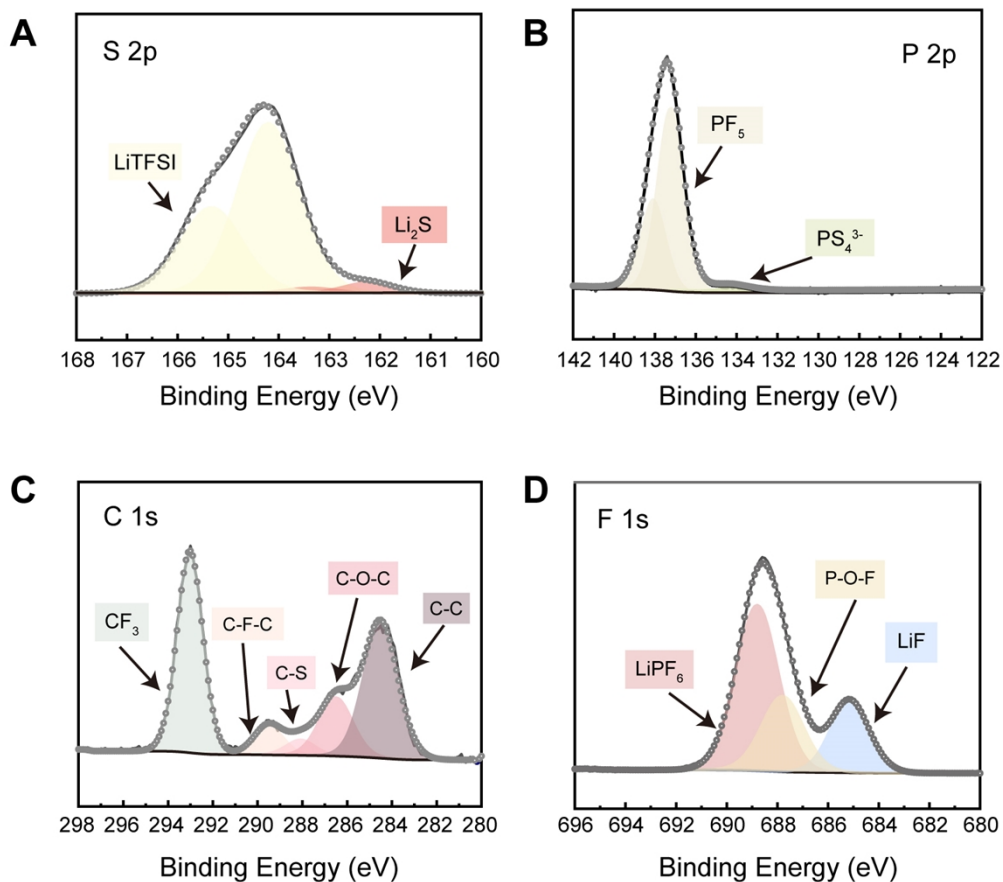 A
S 2p
LiTFSI
Li₂S
168 167 166 165 164 163 162 161 160
Binding Energy (eV)
B
P 2p
PF₅
PS₄³⁻
142 140 138 136 134 132 130 128 126 124 122
Binding Energy (eV)
C
C 1s
CF₃
C-F-C
C-S
C-O-C
C-C
298 296 294 292 290 288 286 284 282 280
Binding Energy (eV)
D
F 1s
LiPF₆
P-O-F
LiF
696 694 692 690 688 686 684 682 680
Binding Energy (eV)